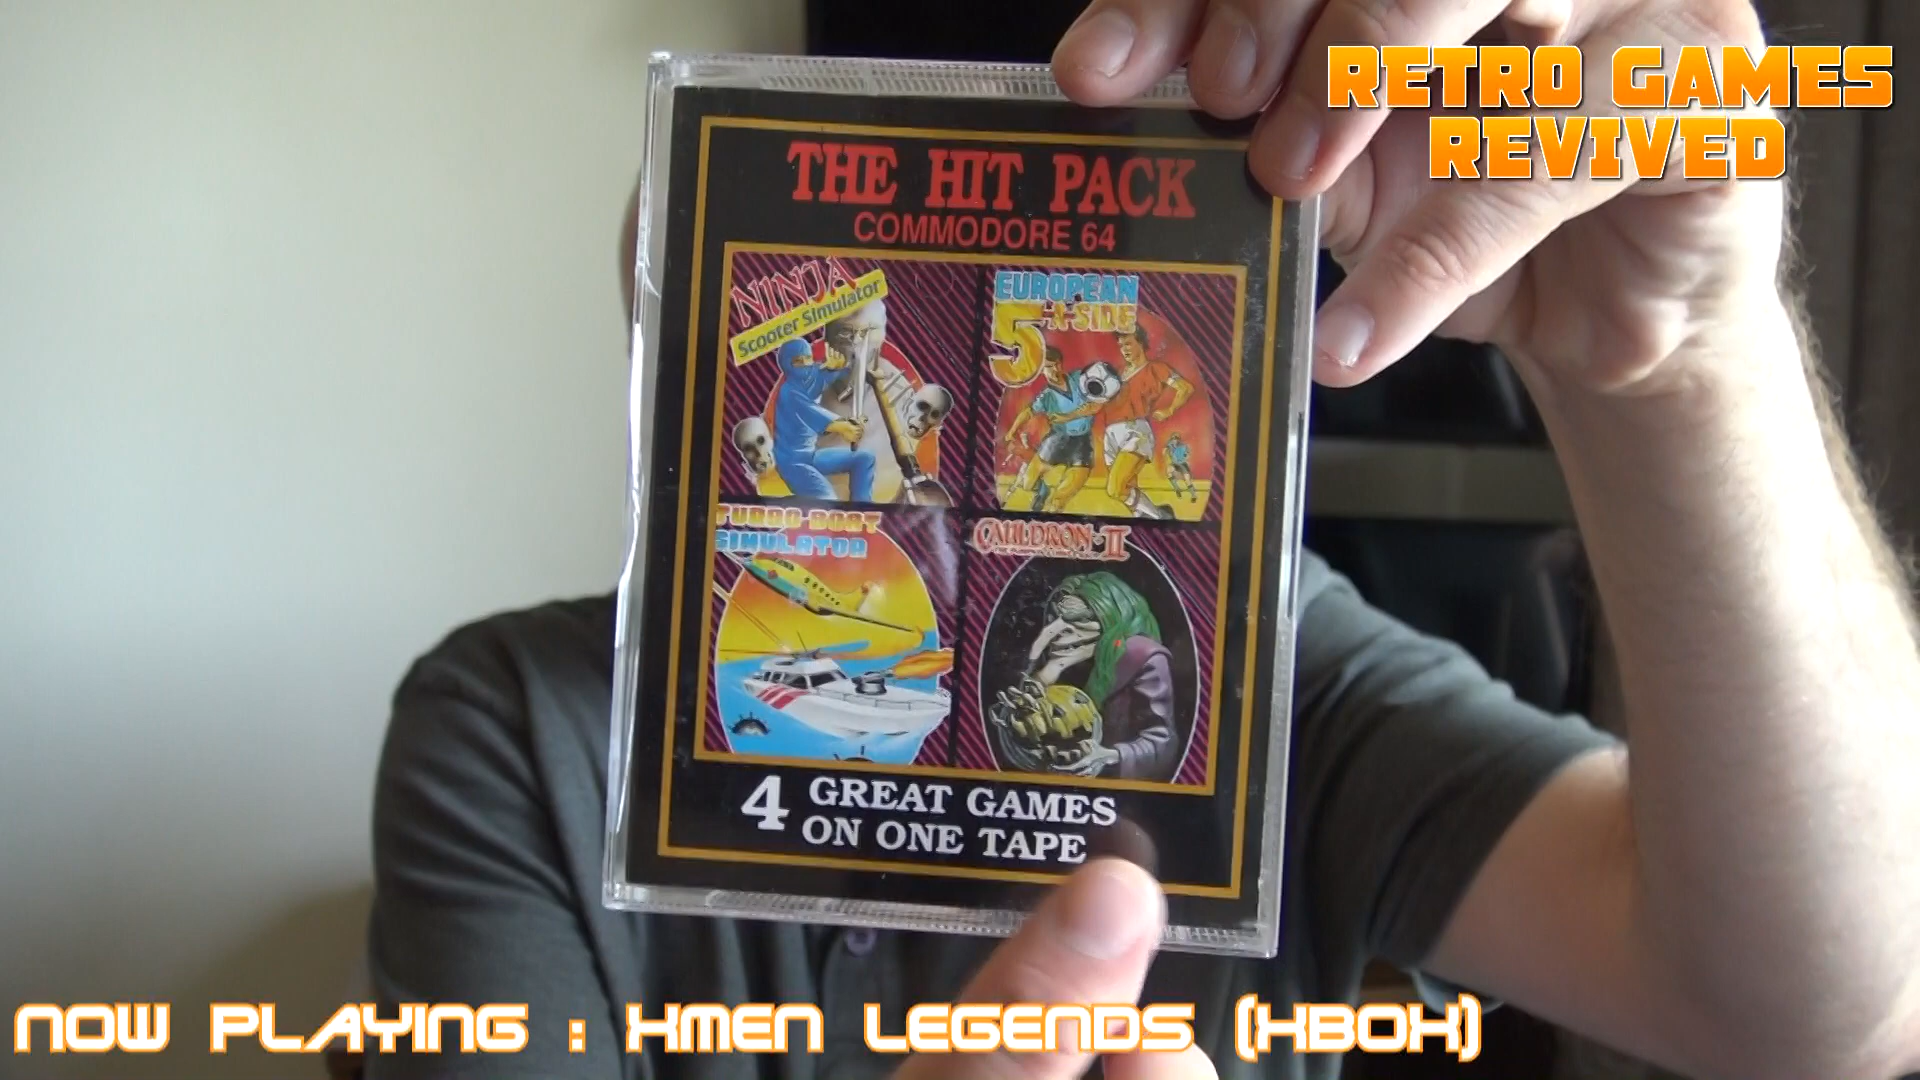 RETRO GAMES
REVIVED
THE HIT PACK
COMMODORE 64
NINJA
Scooter Simulator
EUROPEAN
5-A-SIDE
TURBO-BOAT
SIMULATOR
CAULDRON-II
4 GREAT GAMES
ON ONE TAPE
NOW PLAYING : XMEN LEGENDS (XBOX)